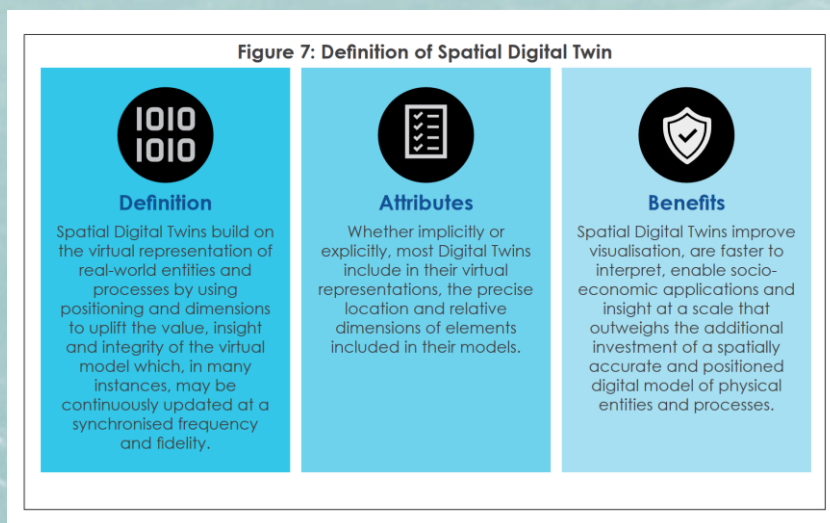 Figure 7: Definition of Spatial Digital Twin
1010
1010
Definition
Spatial Digital Twins build on
the virtual representation of
real-world entities and
processes by using
positioning and dimensions
to uplift the value, insight
and integrity of the virtual
model which, in many
instances, may be
continuously updated at a
synchronised frequency
and fidelity.
Attributes
Whether implicitly or
explicitly, most Digital Twins
include in their virtual
representations, the precise
location and relative
dimensions of elements
included in their models.
Benefits
Spatial Digital Twins improve
visualisation, are faster to
interpret, enable socio-
economic applications and
insight at a scale that
outweighs the additional
investment of a spatially
accurate and positioned
digital model of physical
entities and processes.